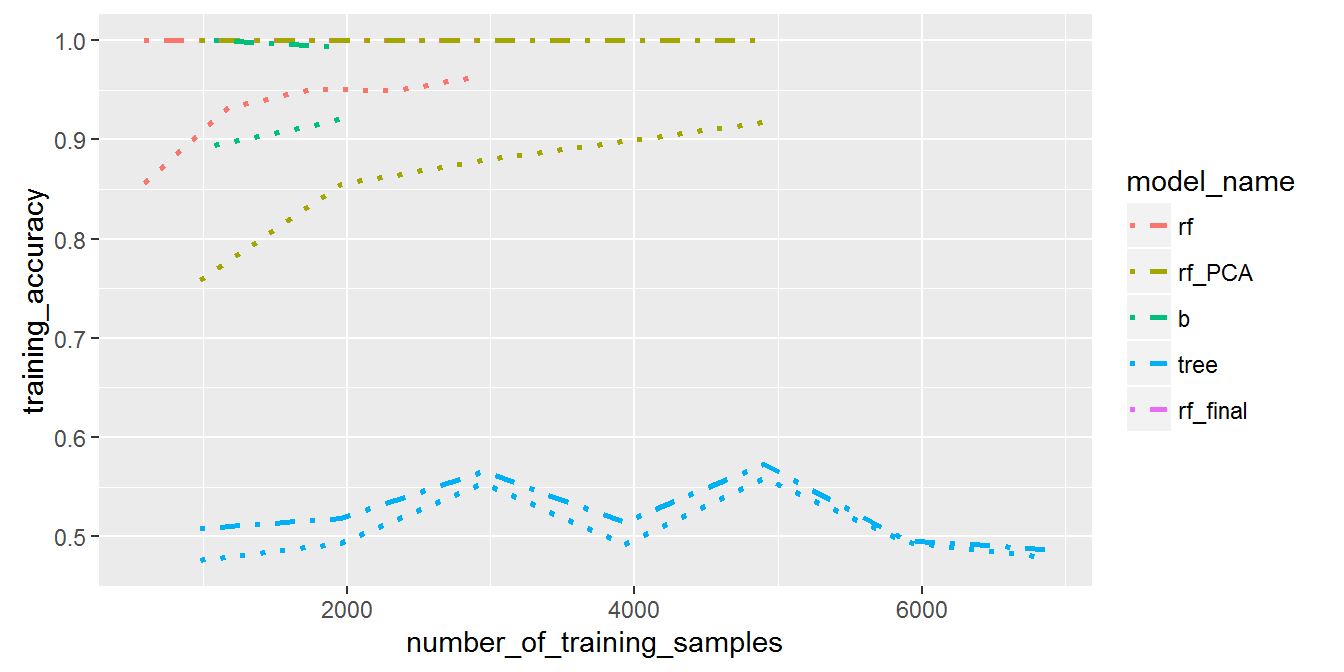 1.0
0.9
0.8
0.7
0.6
0.5
training_accuracy
2000
4000
6000
number_of_training_samples
model_name
rf
rf_PCA
b
tree
rf_final